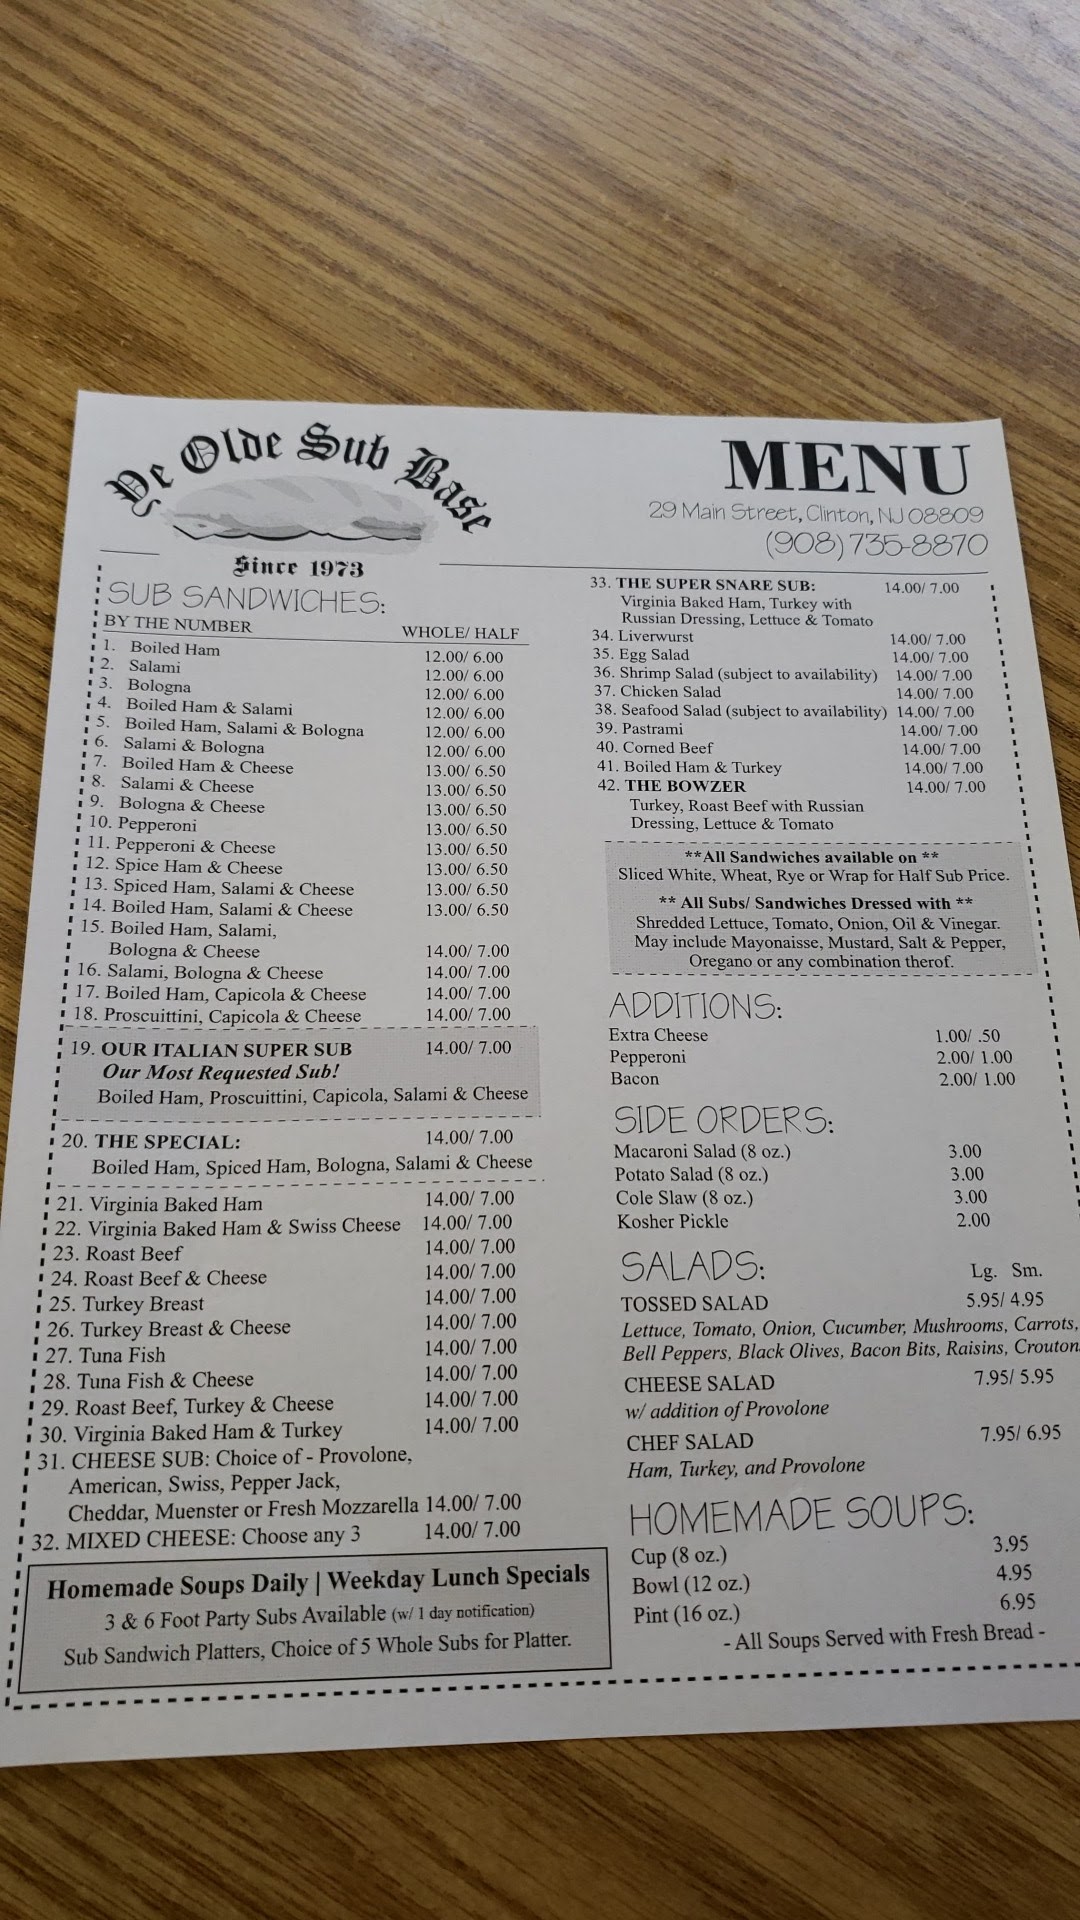 Ye Olde Sub Base
Since 1973
MENU
29 Main Street, Clinton, NJ 08809
(908) 735-8870
SUB SANDWICHES:
BY THE NUMBER WHOLE/ HALF
1. Boiled Ham 12.00/ 6.00
2. Salami 12.00/ 6.00
3. Bologna 12.00/ 6.00
4. Boiled Ham & Salami 12.00/ 6.00
5. Boiled Ham, Salami & Bologna 12.00/ 6.00
6. Salami & Bologna 12.00/ 6.00
7. Boiled Ham & Cheese 13.00/ 6.50
8. Salami & Cheese 13.00/ 6.50
9. Bologna & Cheese 13.00/ 6.50
10. Pepperoni 13.00/ 6.50
11. Pepperoni & Cheese 13.00/ 6.50
12. Spice Ham & Cheese 13.00/ 6.50
13. Spiced Ham, Salami & Cheese 13.00/ 6.50
14. Boiled Ham, Salami & Cheese 13.00/ 6.50
15. Boiled Ham, Salami,
Bologna & Cheese 14.00/ 7.00
16. Salami, Bologna & Cheese 14.00/ 7.00
17. Boiled Ham, Capicola & Cheese 14.00/ 7.00
18. Proscuittini, Capicola & Cheese 14.00/ 7.00
19. OUR ITALIAN SUPER SUB 14.00/ 7.00
Our Most Requested Sub!
Boiled Ham, Proscuittini, Capicola, Salami & Cheese
20. THE SPECIAL: 14.00/ 7.00
Boiled Ham, Spiced Ham, Bologna, Salami & Cheese
21. Virginia Baked Ham 14.00/ 7.00
22. Virginia Baked Ham & Swiss Cheese 14.00/ 7.00
23. Roast Beef 14.00/ 7.00
24. Roast Beef & Cheese 14.00/ 7.00
25. Turkey Breast 14.00/ 7.00
26. Turkey Breast & Cheese 14.00/ 7.00
27. Tuna Fish 14.00/ 7.00
28. Tuna Fish & Cheese 14.00/ 7.00
29. Roast Beef, Turkey & Cheese 14.00/ 7.00
30. Virginia Baked Ham & Turkey 14.00/ 7.00
31. CHEESE SUB: Choice of - Provolone,
American, Swiss, Pepper Jack,
Cheddar, Muenster or Fresh Mozzarella 14.00/ 7.00
32. MIXED CHEESE: Choose any 3 14.00/ 7.00
Homemade Soups Daily | Weekday Lunch Specials
3 & 6 Foot Party Subs Available (w/ 1 day notification)
Sub Sandwich Platters, Choice of 5 Whole Subs for Platter.
33. THE SUPER SNARE SUB: 14.00/ 7.00
Virginia Baked Ham, Turkey with
Russian Dressing, Lettuce & Tomato
34. Liverwurst 14.00/ 7.00
35. Egg Salad 14.00/ 7.00
36. Shrimp Salad (subject to availability) 14.00/ 7.00
37. Chicken Salad 14.00/ 7.00
38. Seafood Salad (subject to availability) 14.00/ 7.00
39. Pastrami 14.00/ 7.00
40. Corned Beef 14.00/ 7.00
41. Boiled Ham & Turkey 14.00/ 7.00
42. THE BOWZER 14.00/ 7.00
Turkey, Roast Beef with Russian
Dressing, Lettuce & Tomato
**All Sandwiches available on **
Sliced White, Wheat, Rye or Wrap for Half Sub Price.
** All Subs/ Sandwiches Dressed with **
Shredded Lettuce, Tomato, Onion, Oil & Vinegar.
May include Mayonaisse, Mustard, Salt & Pepper,
Oregano or any combination therof.
ADDITIONS:
Extra Cheese 1.00/ .50
Pepperoni 2.00/ 1.00
Bacon 2.00/ 1.00
SIDE ORDERS:
Macaroni Salad (8 oz.) 3.00
Potato Salad (8 oz.) 3.00
Cole Slaw (8 oz.) 3.00
Kosher Pickle 2.00
SALADS: Lg. Sm.
TOSSED SALAD 5.95/ 4.95
Lettuce, Tomato, Onion, Cucumber, Mushrooms, Carrots,
Bell Peppers, Black Olives, Bacon Bits, Raisins, Crouton
CHEESE SALAD 7.95/ 5.95
w/ addition of Provolone
CHEF SALAD 7.95/ 6.95
Ham, Turkey, and Provolone
HOMEMADE SOUPS:
Cup (8 oz.) 3.95
Bowl (12 oz.) 4.95
Pint (16 oz.) 6.95
- All Soups Served with Fresh Bread -